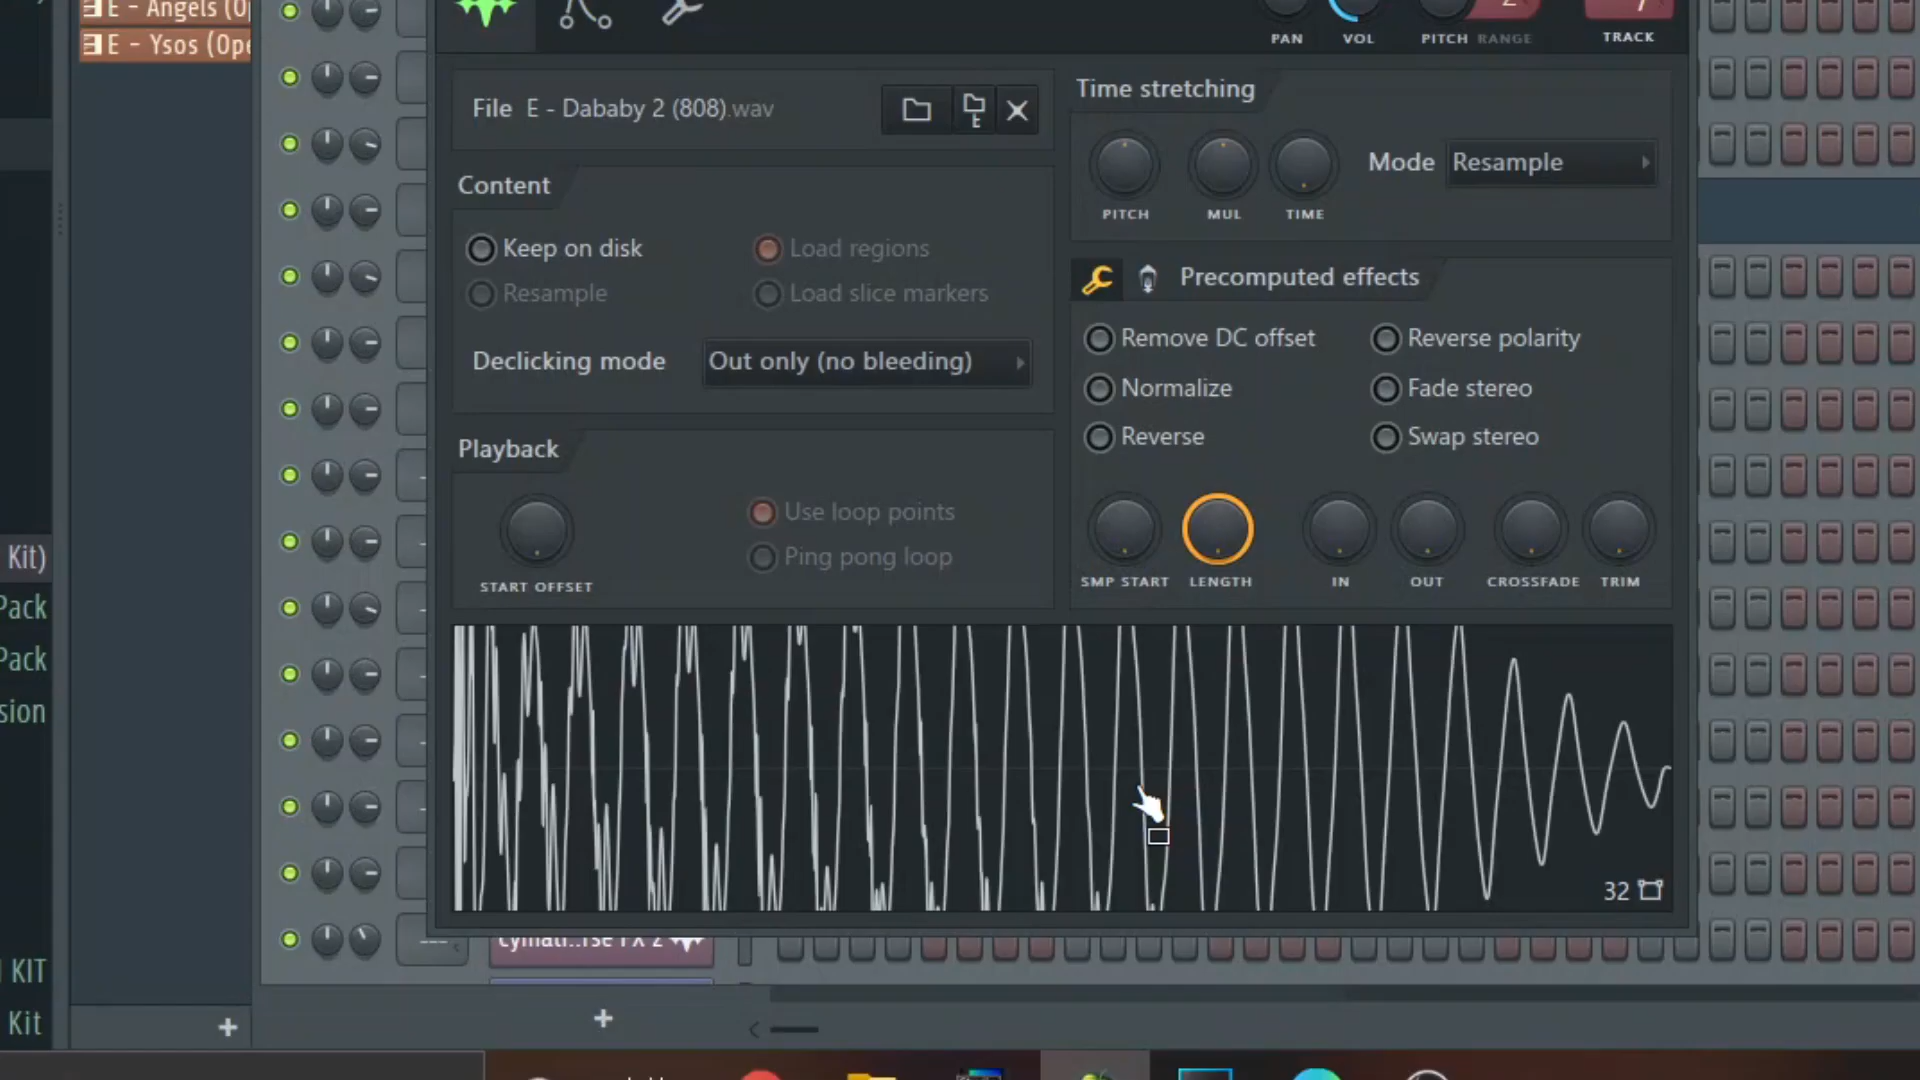 E - Angels (Op
E - Ysos (Ope
PAN
VOL
PITCH
RANGE
TRACK
File E - Dababy 2 (808).wav
Time stretching
PITCH
MUL
TIME
Mode
Resample
Content
Keep on disk
Load regions
Resample
Load slice markers
Declicking mode
Out only (no bleeding)
Precomputed effects
Remove DC offset
Reverse polarity
Normalize
Fade stereo
Reverse
Swap stereo
Playback
START OFFSET
Use loop points
Ping pong loop
SMP START
LENGTH
IN
OUT
CROSSFADE
TRIM
32
Kit)
Pack
Pack
sion
KIT
Kit
---
+
+